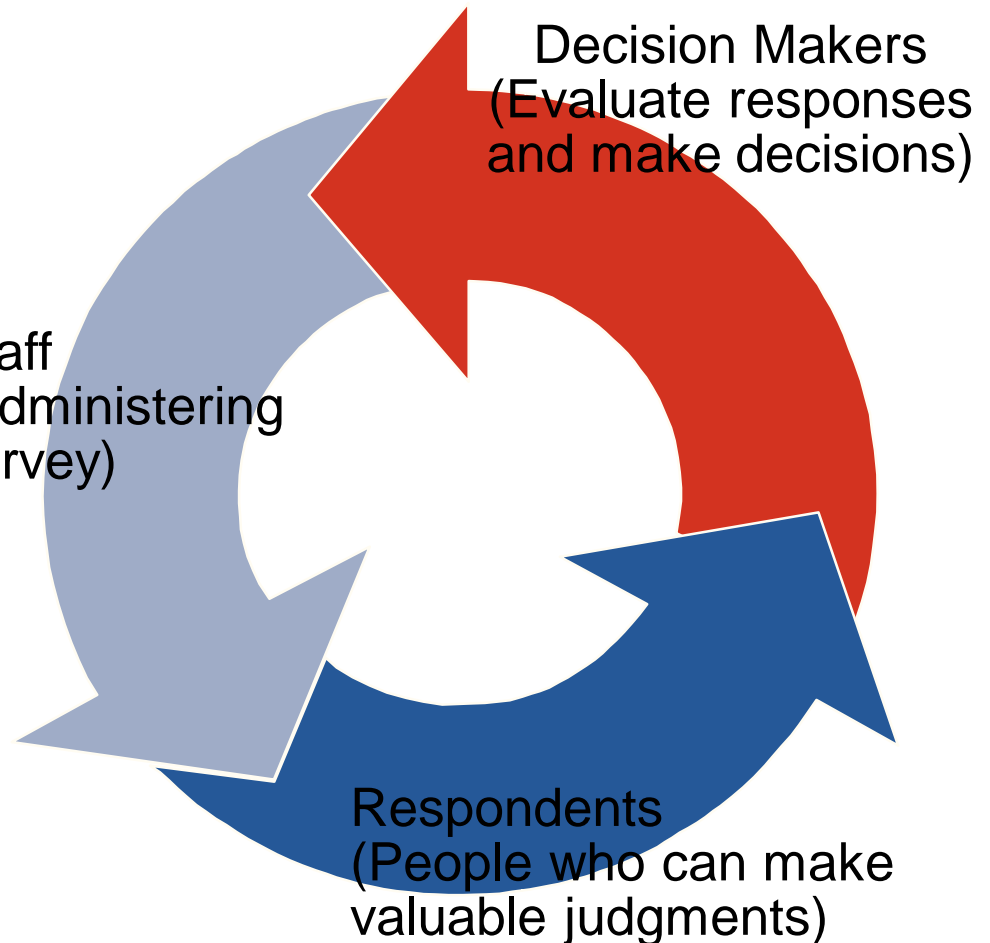 Decision Makers
(Evaluate responses
and make decisions)
aff
dministering
rvey)
Respondents
(People who can make
valuable judgments)